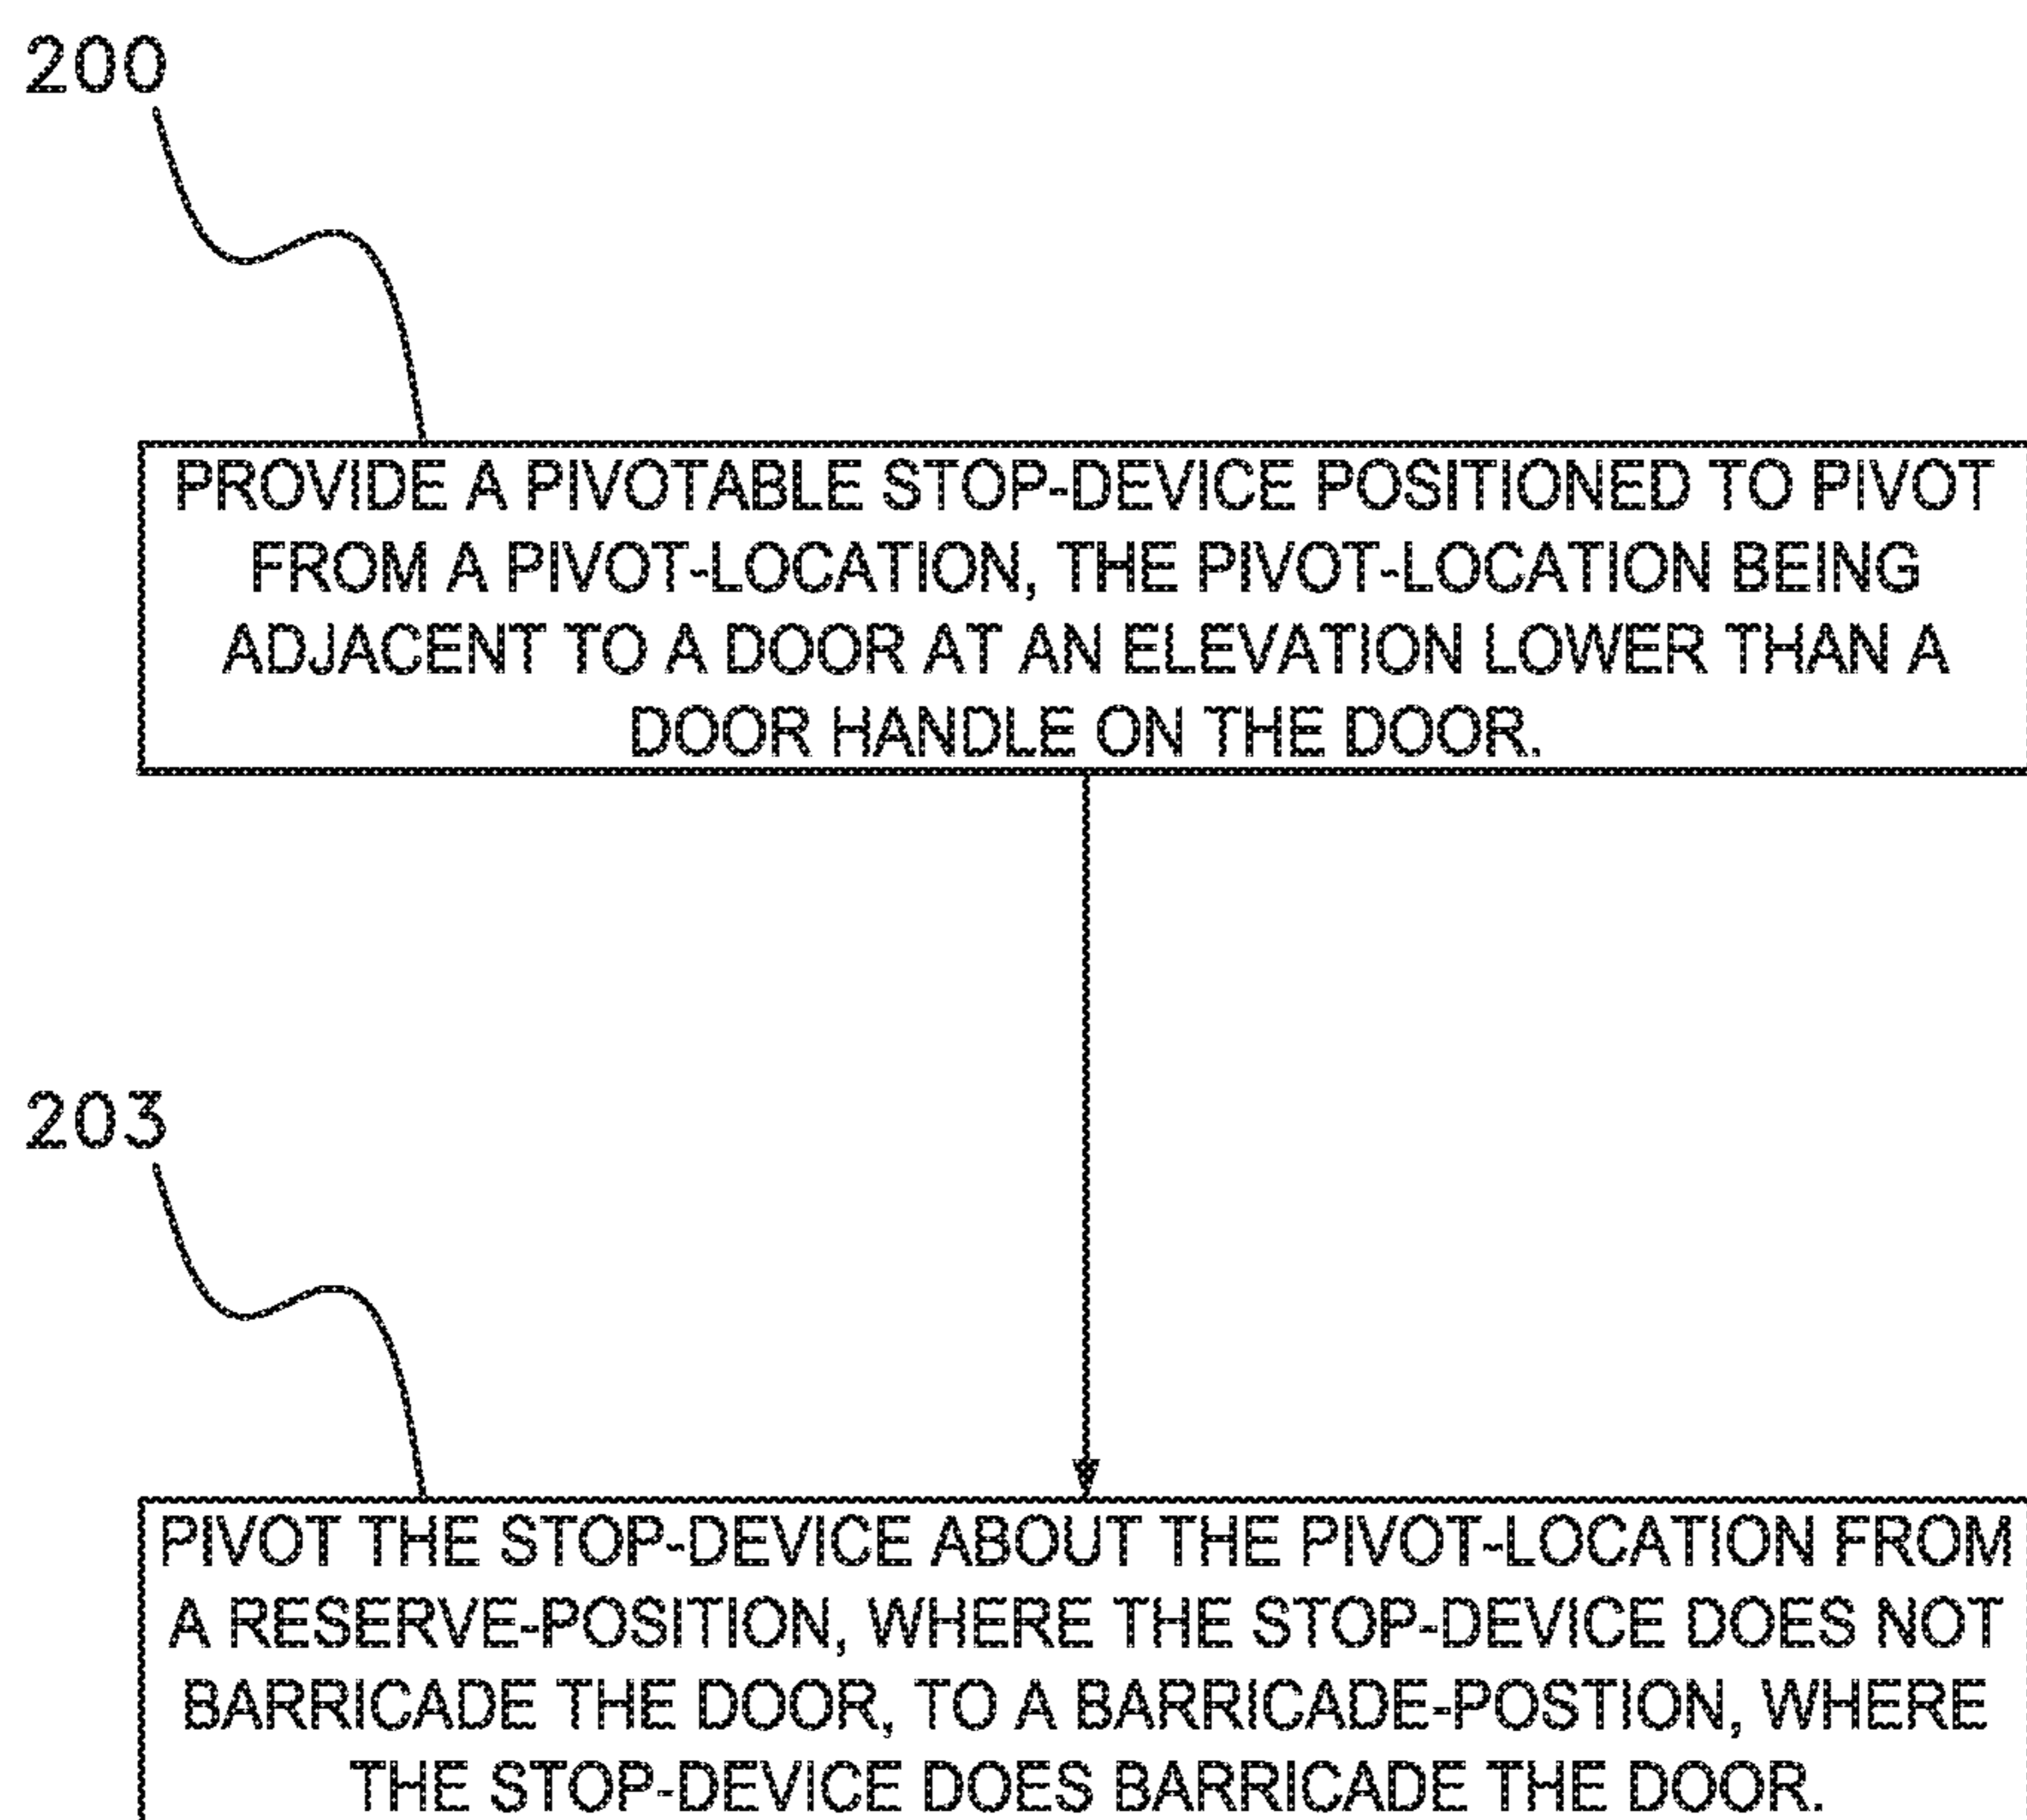 200
PROVIDE A PIVOTABLE STOP-DEVICE POSITIONED TO PIVOT
FROM A PIVOT-LOCATION, THE PIVOT-LOCATION BEING
ADJACENT TO A DOOR AT AN ELEVATION LOWER THAN A
DOOR HANDLE ON THE DOOR.
203
PIVOT THE STOP-DEVICE ABOUT THE PIVOT-LOCATION FROM
A RESERVE-POSITION, WHERE THE STOP-DEVICE DOES NOT
BARRICADE THE DOOR, TO A BARRICADE-POSTION, WHERE
THE STOP-DEVICE DOES BARRICADE THE DOOR.